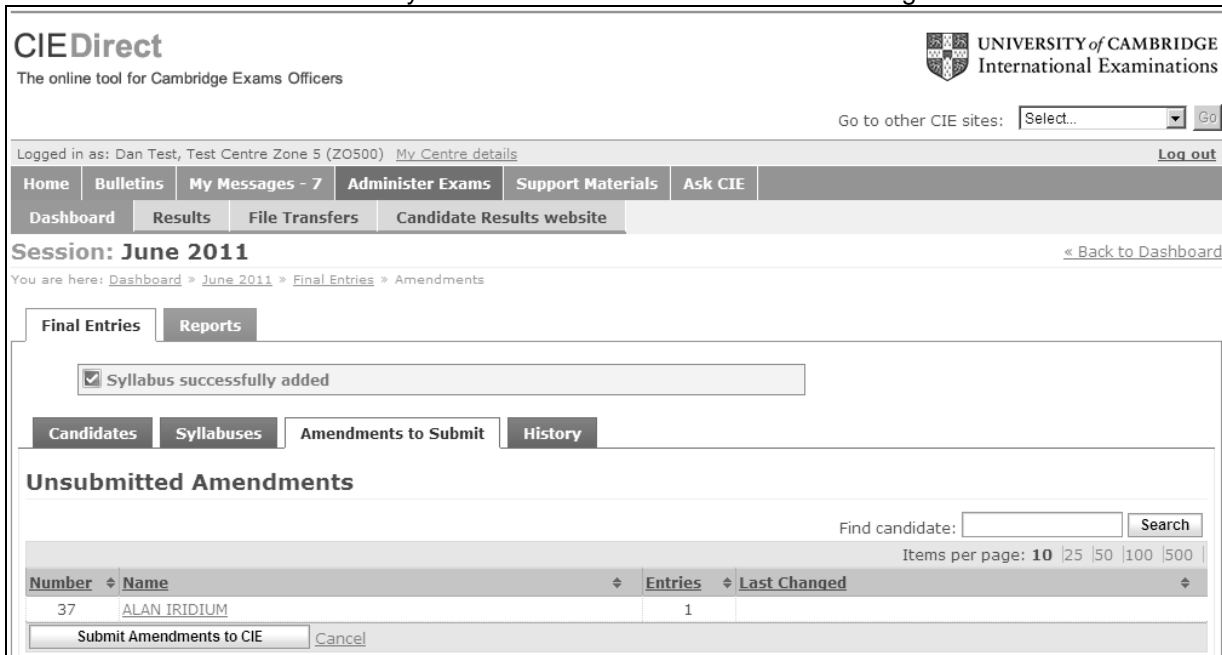 CIEDirect
The online tool for Cambridge Exams Officers
UNIVERSITY of CAMBRIDGE
International Examinations
Go to other CIE sites: Select... Go
Logged in as: Dan Test, Test Centre Zone 5 (ZO500) My Centre details Log out
Home Bulletins My Messages - 7 Administer Exams Support Materials Ask CIE
Dashboard Results File Transfers Candidate Results website
Session: June 2011 « Back to Dashboard
You are here: Dashboard » June 2011 » Final Entries » Amendments
Final Entries Reports
Syllabus successfully added
Candidates Syllabuses Amendments to Submit History
Unsubmitted Amendments
Find candidate: Search
Items per page: 10 |25 |50 |100 |500 |
Number Name Entries Last Changed
37 ALAN IRIDIUM 1
Submit Amendments to CIE Cancel